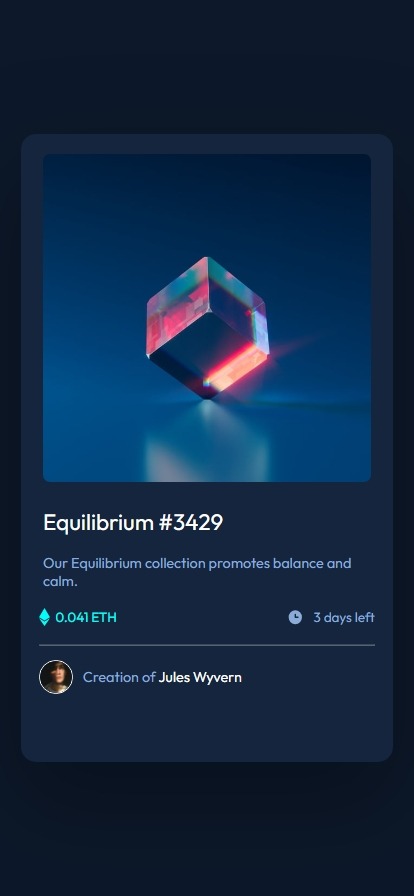 Equilibrium #3429
Our Equilibrium collection promotes balance and
calm.
0.041 ETH
3 days left
Creation of Jules Wyvern